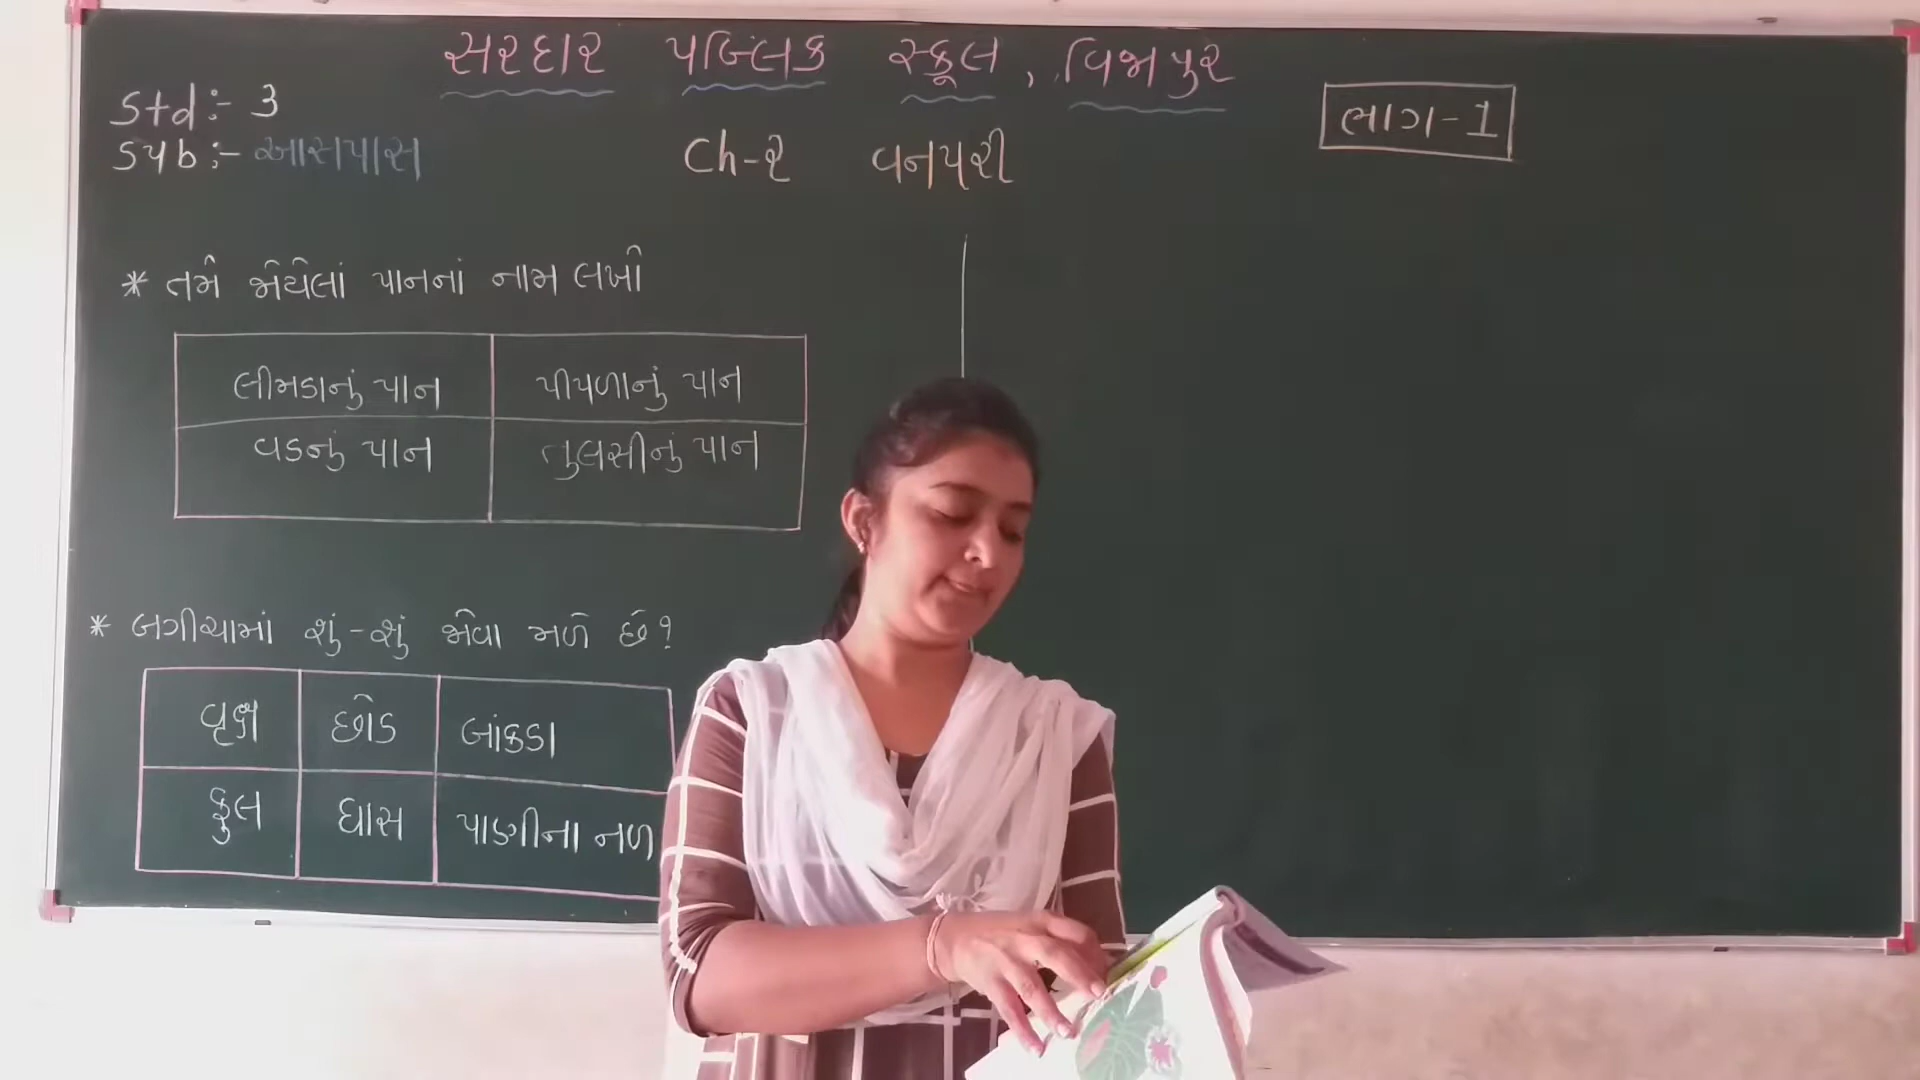 સરદાર પબ્લિક સ્કૂલ, વિજાપુર
Std :- 3
ભાગ-1
Syb :- આસપાસ
Ch-૨ વનપરી
* તમે જોયેલાં પાનનાં નામ લખો
લીમડાનું પાન પીપળાનું પાન
વડનું પાન તુલસીનું પાન
* બગીચામાં શું-શું જોવા મળે છે?
વૃક્ષ છોડ બાંકડા
ફુલ ઘાસ પાણીના નળ